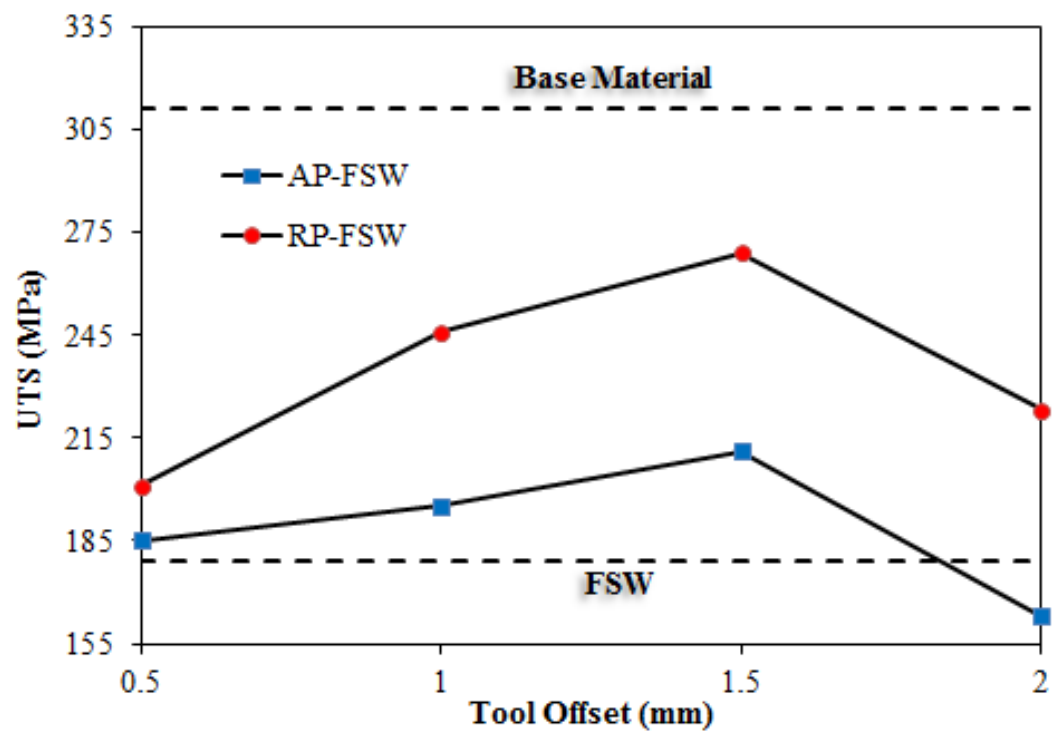 335
Base Material
305
AP-FSW
275
RP-FSW
245
UTS (MPa)
215
185
FSW
155
0.5 1 1.5 2
Tool Offset (mm)